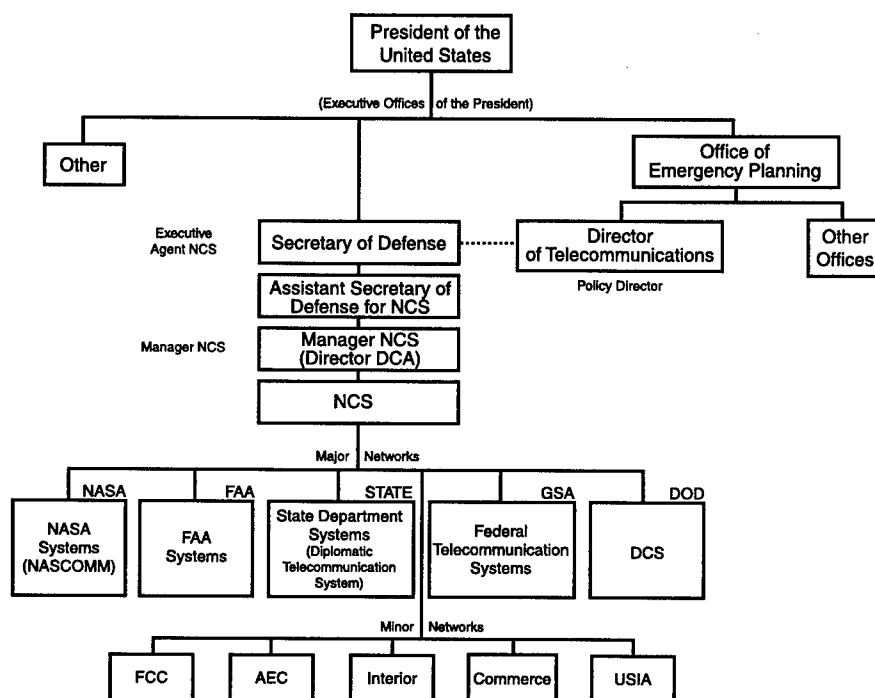 President of the
United States
(Executive Offices of the President)
Other
Office of
Emergency Planning
Executive
Agent NCS
Secretary of Defense
Director
of Telecommunications
Other
Offices
Policy Director
Assistant Secretary of
Defense for NCS
Manager NCS
Manager NCS
(Director DCA)
NCS
Major Networks
NASA
NASA
Systems
(NASCOMM)
FAA
FAA
Systems
STATE
State Department
Systems
(Diplomatic
Telecommunication
System)
GSA
Federal
Telecommunication
Systems
DOD
DCS
Minor Networks
FCC
AEC
Interior
Commerce
USIA